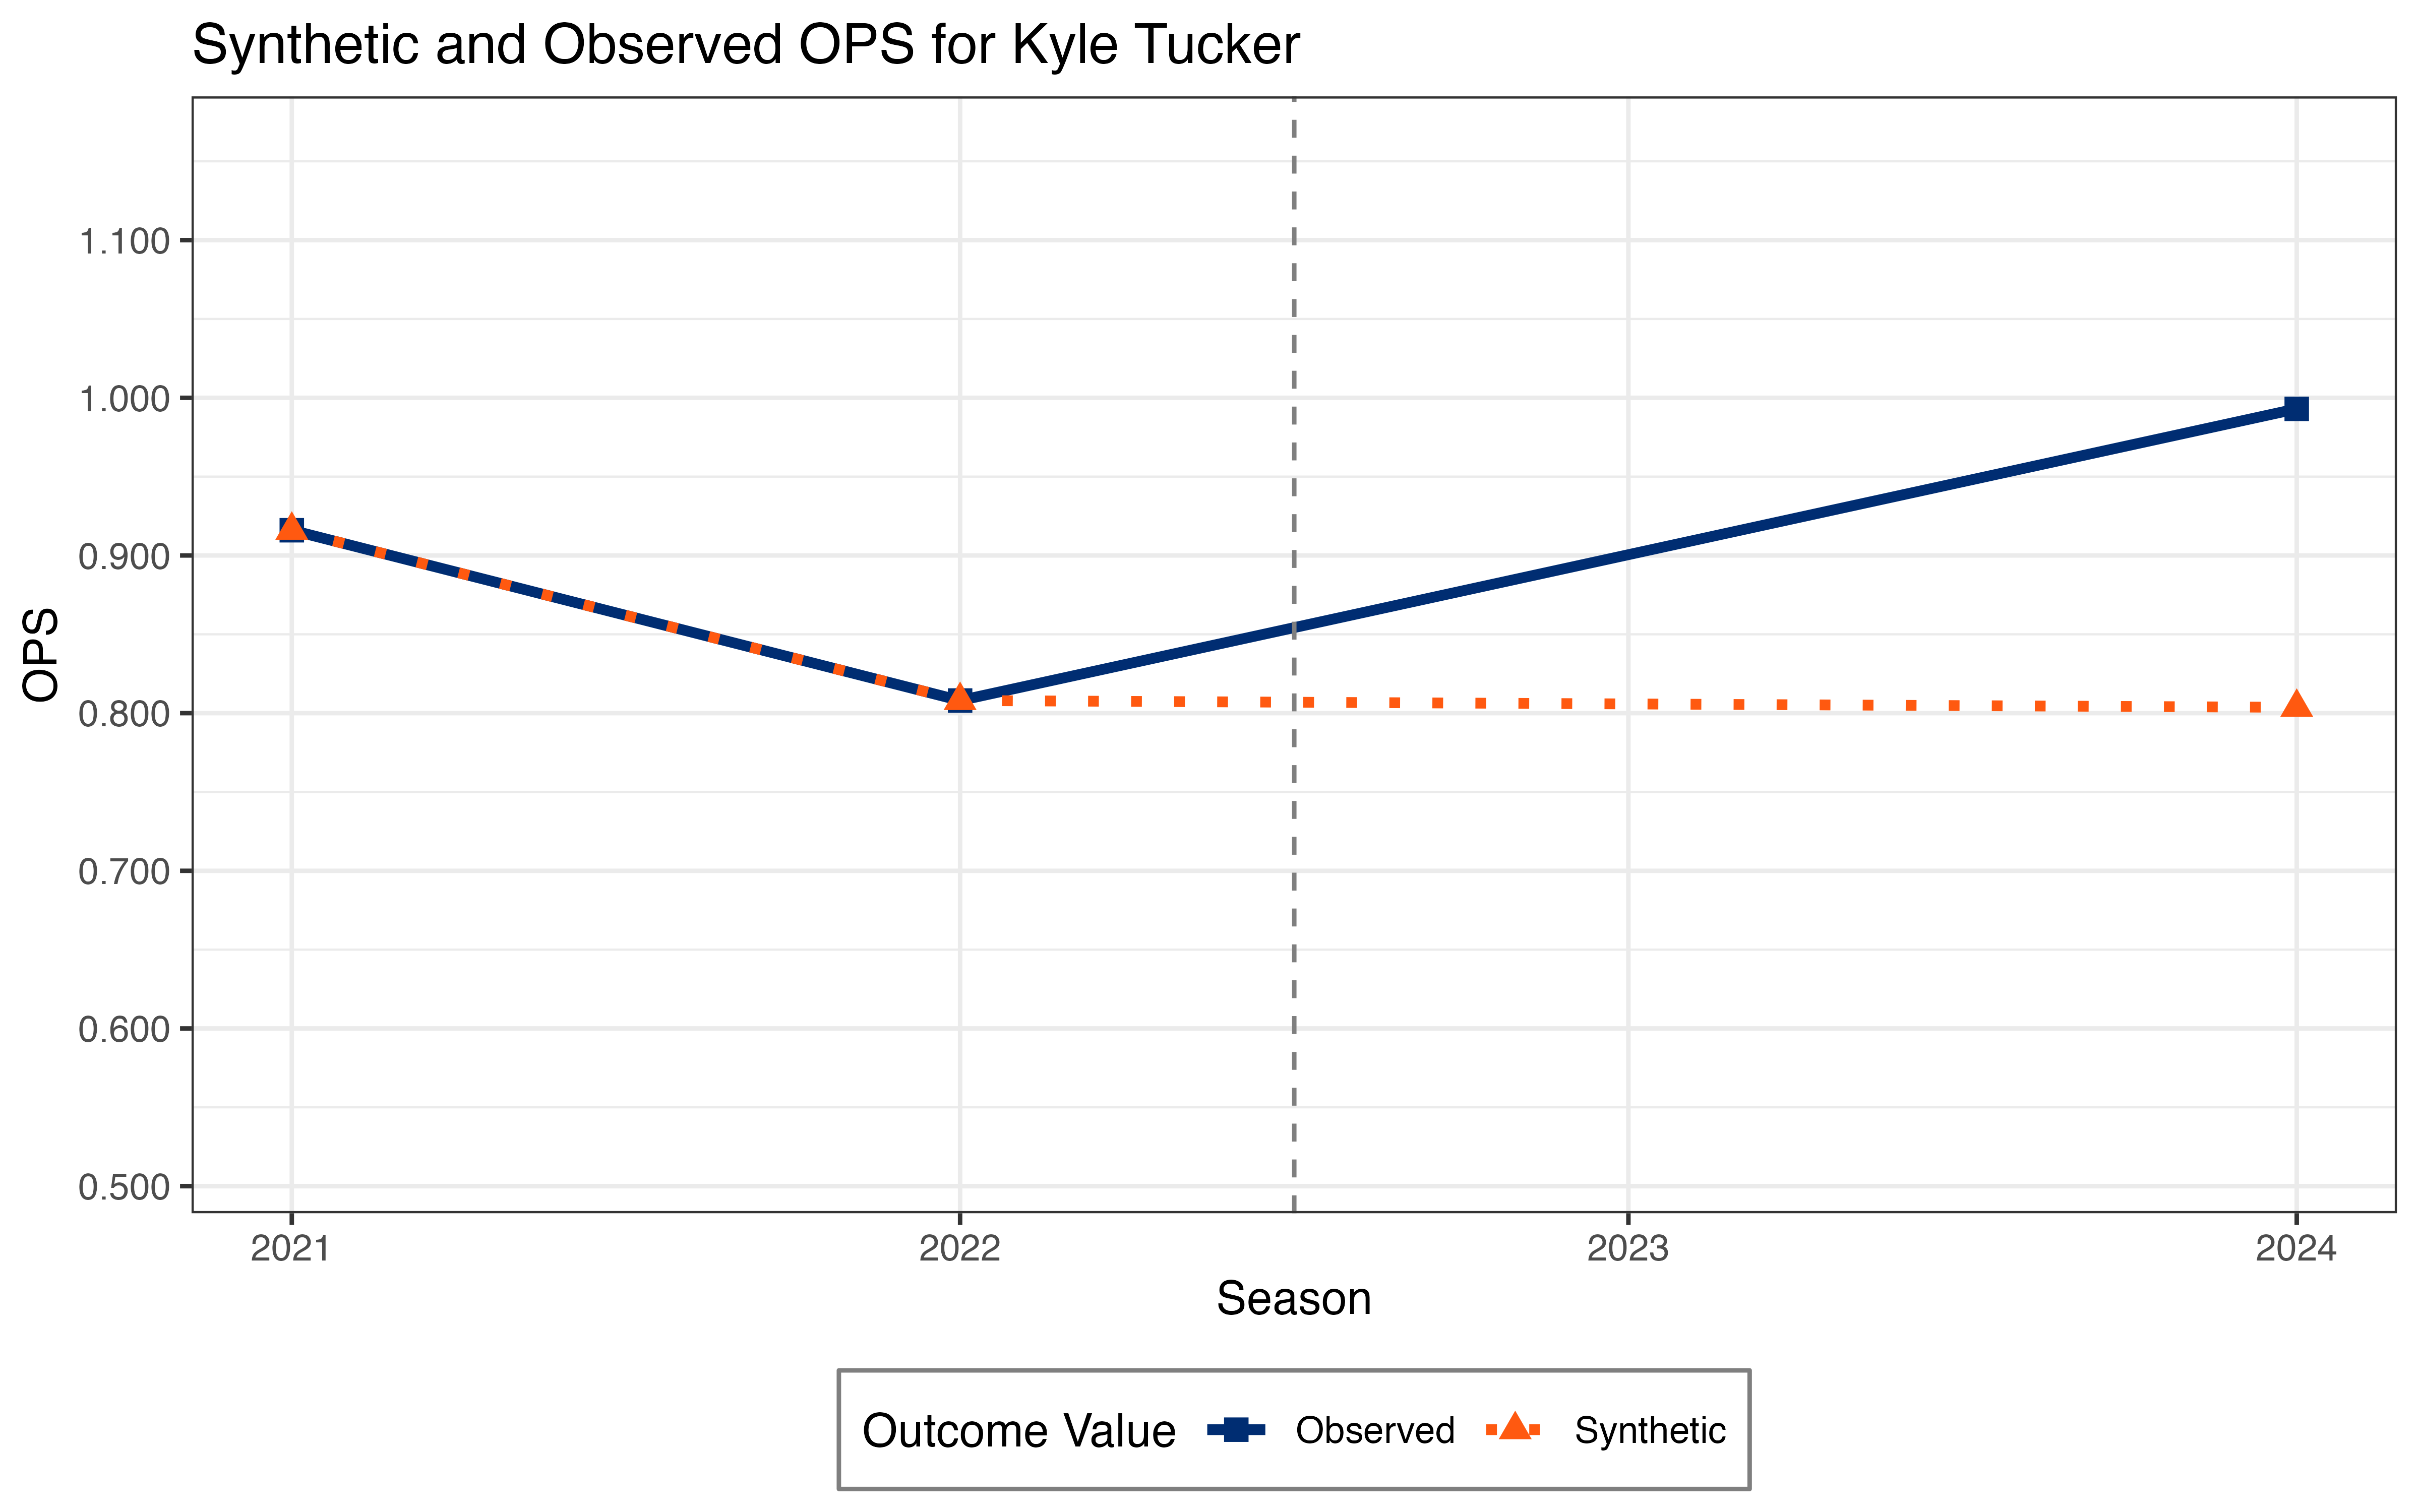 Synthetic and Observed OPS for Kyle Tucker
1.100
1.000
0.900
0.800
0.700
0.600
0.500
OPS
2021 2022 2023 2024
Season
Outcome Value Observed Synthetic